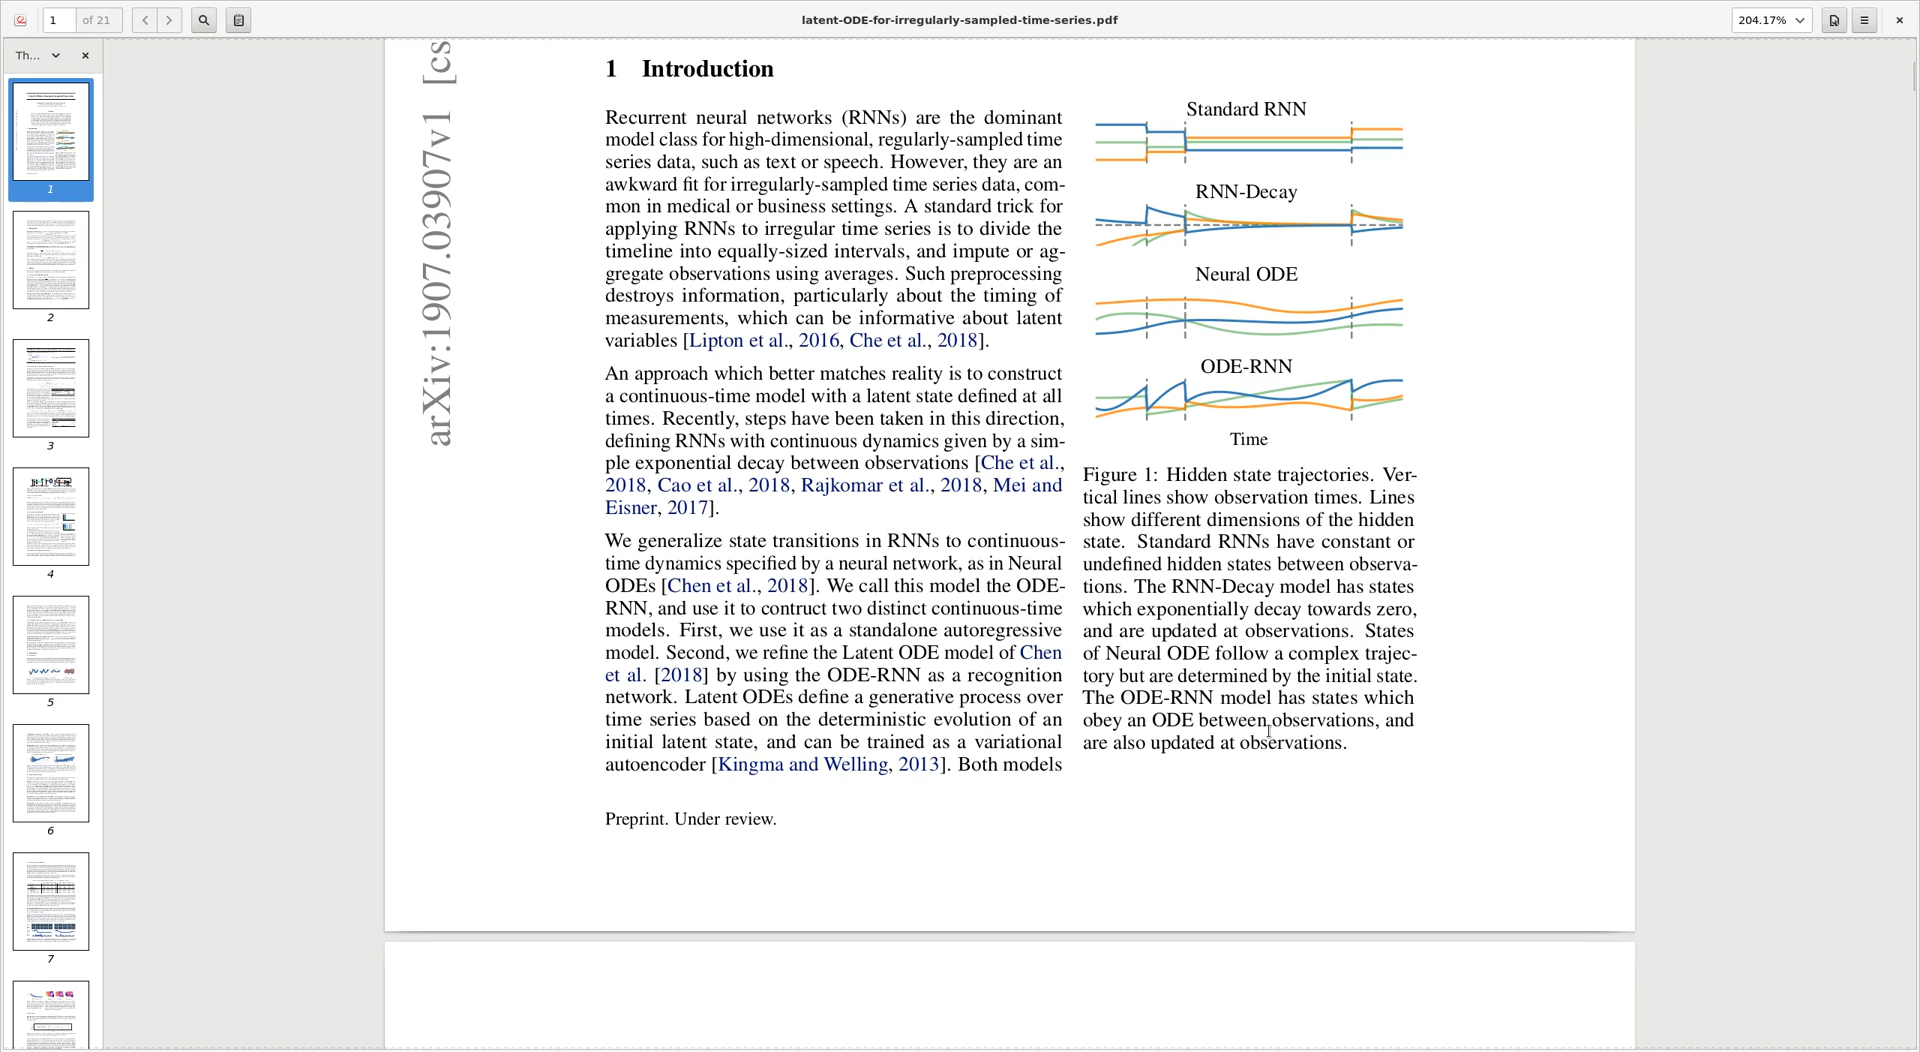 1
of 21
latent-ODE-for-irregularly-sampled-time-series.pdf
204.17%
Th...
1
2
3
4
5
6
7
arXiv:1907.03907v1 [cs
1 Introduction
Recurrent neural networks (RNNs) are the dominant
model class for high-dimensional, regularly-sampled time
series data, such as text or speech. However, they are an
awkward fit for irregularly-sampled time series data, com-
mon in medical or business settings. A standard trick for
applying RNNs to irregular time series is to divide the
timeline into equally-sized intervals, and impute or ag-
gregate observations using averages. Such preprocessing
destroys information, particularly about the timing of
measurements, which can be informative about latent
variables [Lipton et al., 2016, Che et al., 2018].
An approach which better matches reality is to construct
a continuous-time model with a latent state defined at all
times. Recently, steps have been taken in this direction,
defining RNNs with continuous dynamics given by a sim-
ple exponential decay between observations [Che et al.,
2018, Cao et al., 2018, Rajkomar et al., 2018, Mei and
Eisner, 2017].
We generalize state transitions in RNNs to continuous-
time dynamics specified by a neural network, as in Neural
ODEs [Chen et al., 2018]. We call this model the ODE-
RNN, and use it to contruct two distinct continuous-time
models. First, we use it as a standalone autoregressive
model. Second, we refine the Latent ODE model of Chen
et al. [2018] by using the ODE-RNN as a recognition
network. Latent ODEs define a generative process over
time series based on the deterministic evolution of an
initial latent state, and can be trained as a variational
autoencoder [Kingma and Welling, 2013]. Both models
Standard RNN
RNN-Decay
Neural ODE
ODE-RNN
Time
Figure 1: Hidden state trajectories. Ver-
tical lines show observation times. Lines
show different dimensions of the hidden
state. Standard RNNs have constant or
undefined hidden states between observa-
tions. The RNN-Decay model has states
which exponentially decay towards zero,
and are updated at observations. States
of Neural ODE follow a complex trajec-
tory but are determined by the initial state.
The ODE-RNN model has states which
obey an ODE between observations, and
are also updated at observations.
Preprint. Under review.